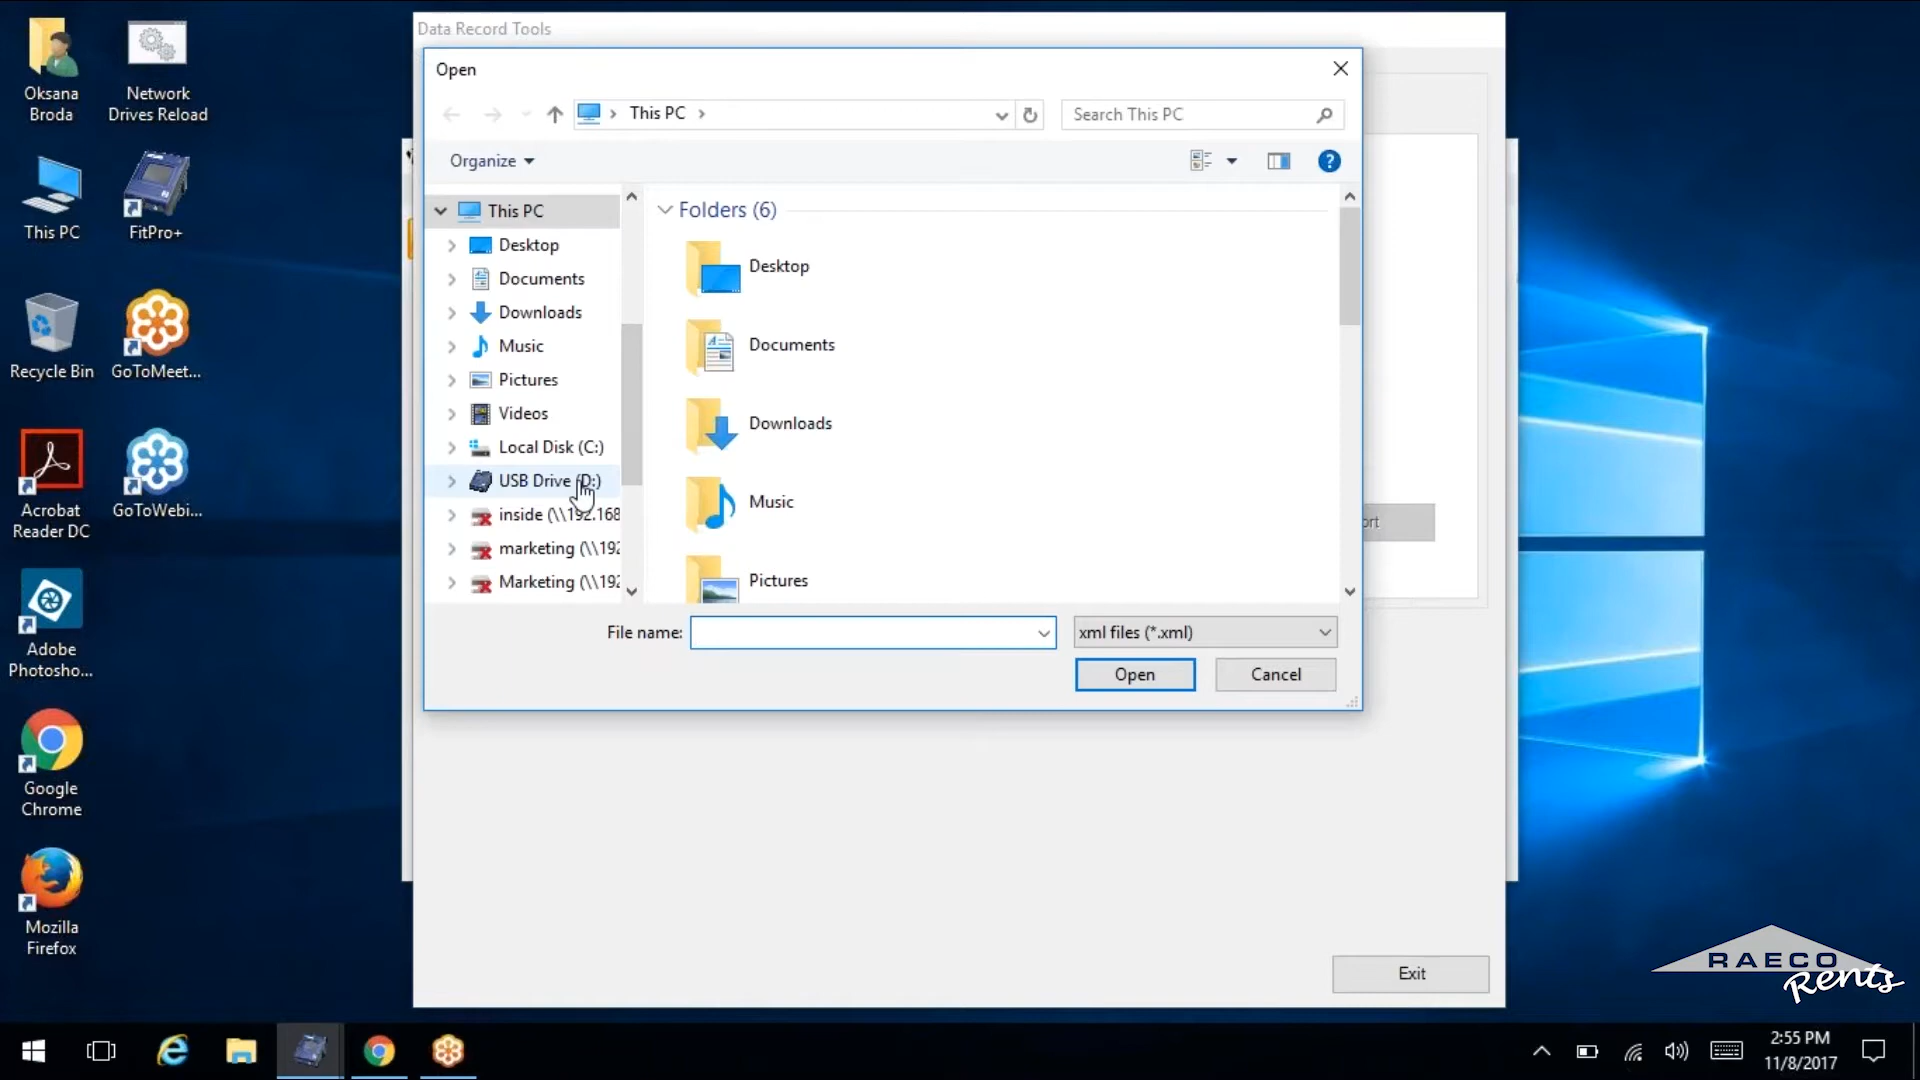 Oksana
Broda
Network
Drives Reload
This PC
FitPro+
Recycle Bin
GoToMeet...
Acrobat
Reader DC
GoToWebi...
Adobe
Photosho...
Google
Chrome
Mozilla
Firefox
Data Record Tools
Open
This PC
Search This PC
Organize
This PC
Desktop
Documents
Downloads
Music
Pictures
Videos
Local Disk (C:)
USB Drive (D:)
inside (\\192.168
marketing (\\192
Marketing (\\192
Folders (6)
Desktop
Documents
Downloads
Music
Pictures
File name:
xml files (*.xml)
Open
Cancel
ort
Exit
RAECO
Rents
2:55 PM
11/8/2017